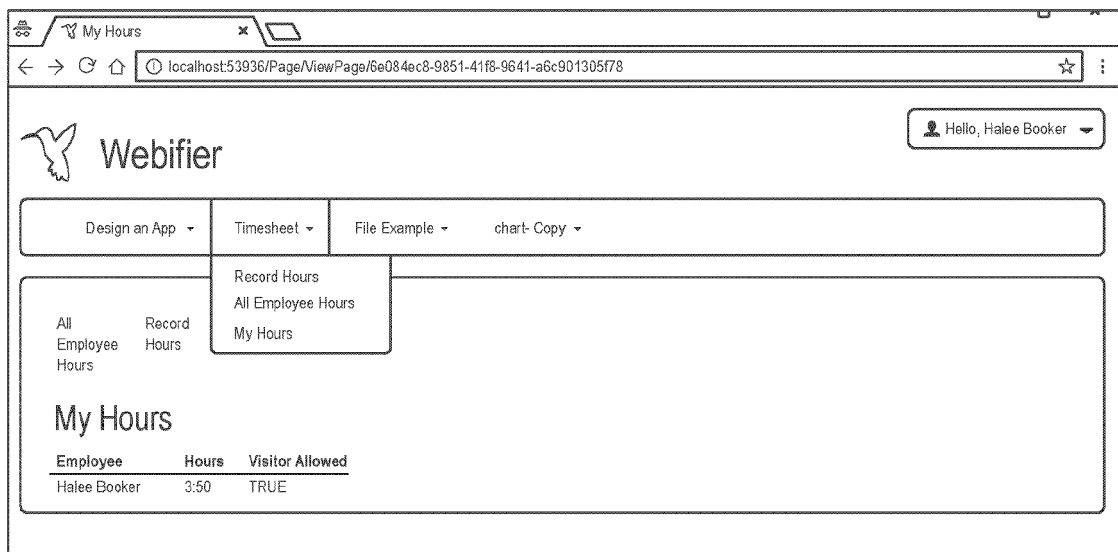 My Hours
localhost:53936/Page/ViewPage/6e084ec8-9851-41f8-9641-a6c901305f78
Hello, Halee Booker
Webifier
Design an App Timesheet File Example chart- Copy
Record Hours
All Employee Hours
My Hours
All Record
Employee Hours
Hours
My Hours
Employee Hours Visitor Allowed
Halee Booker 3:50 TRUE